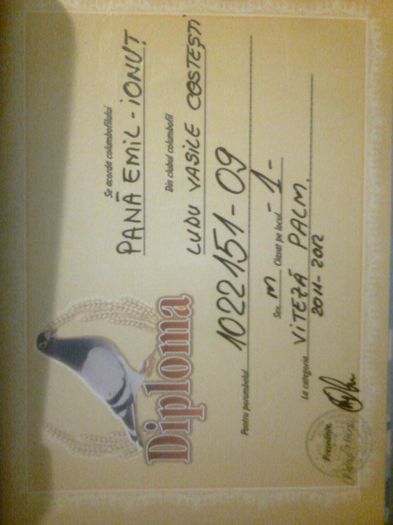 Diploma
Se acorda columbofilului
PANĂ EMIL - IONUȚ
Din clubul columbofil
LUDU VASILE COSTEȘTI
Pentru porumbelul 1022151-09
Sex M Clasat pe locul -1-
La categoria VITEZĂ PALM.
2011-2012
Președinte,